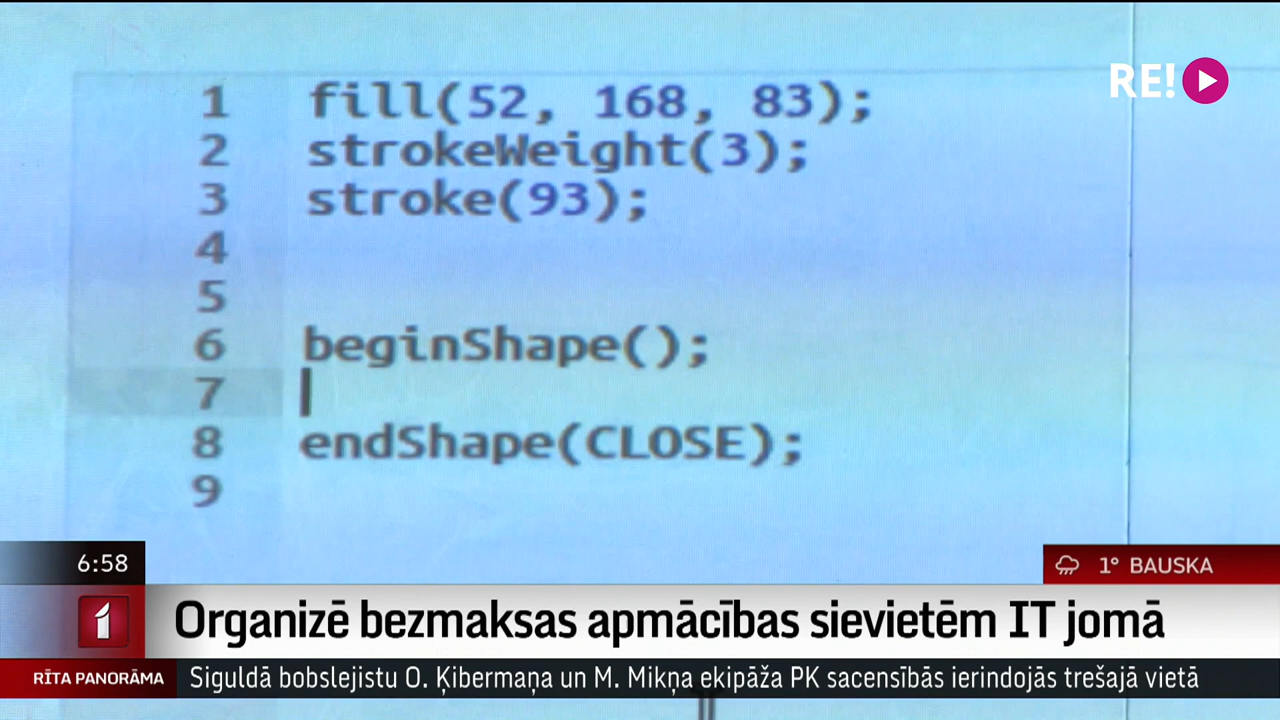 RE!
1 fill(52, 168, 83);
2 strokeWeight(3);
3 stroke(93);
4
5
6 beginShape();
7
8 endShape(CLOSE);
9
6:58
1° BAUSKA
1 Organizē bezmaksas apmācības sievietēm IT jomā
RĪTA PANORĀMA Siguldā bobslejistu O. Ķibermaņa un M. Mikņa ekipāža PK sacensībās ierindojās trešajā vietā